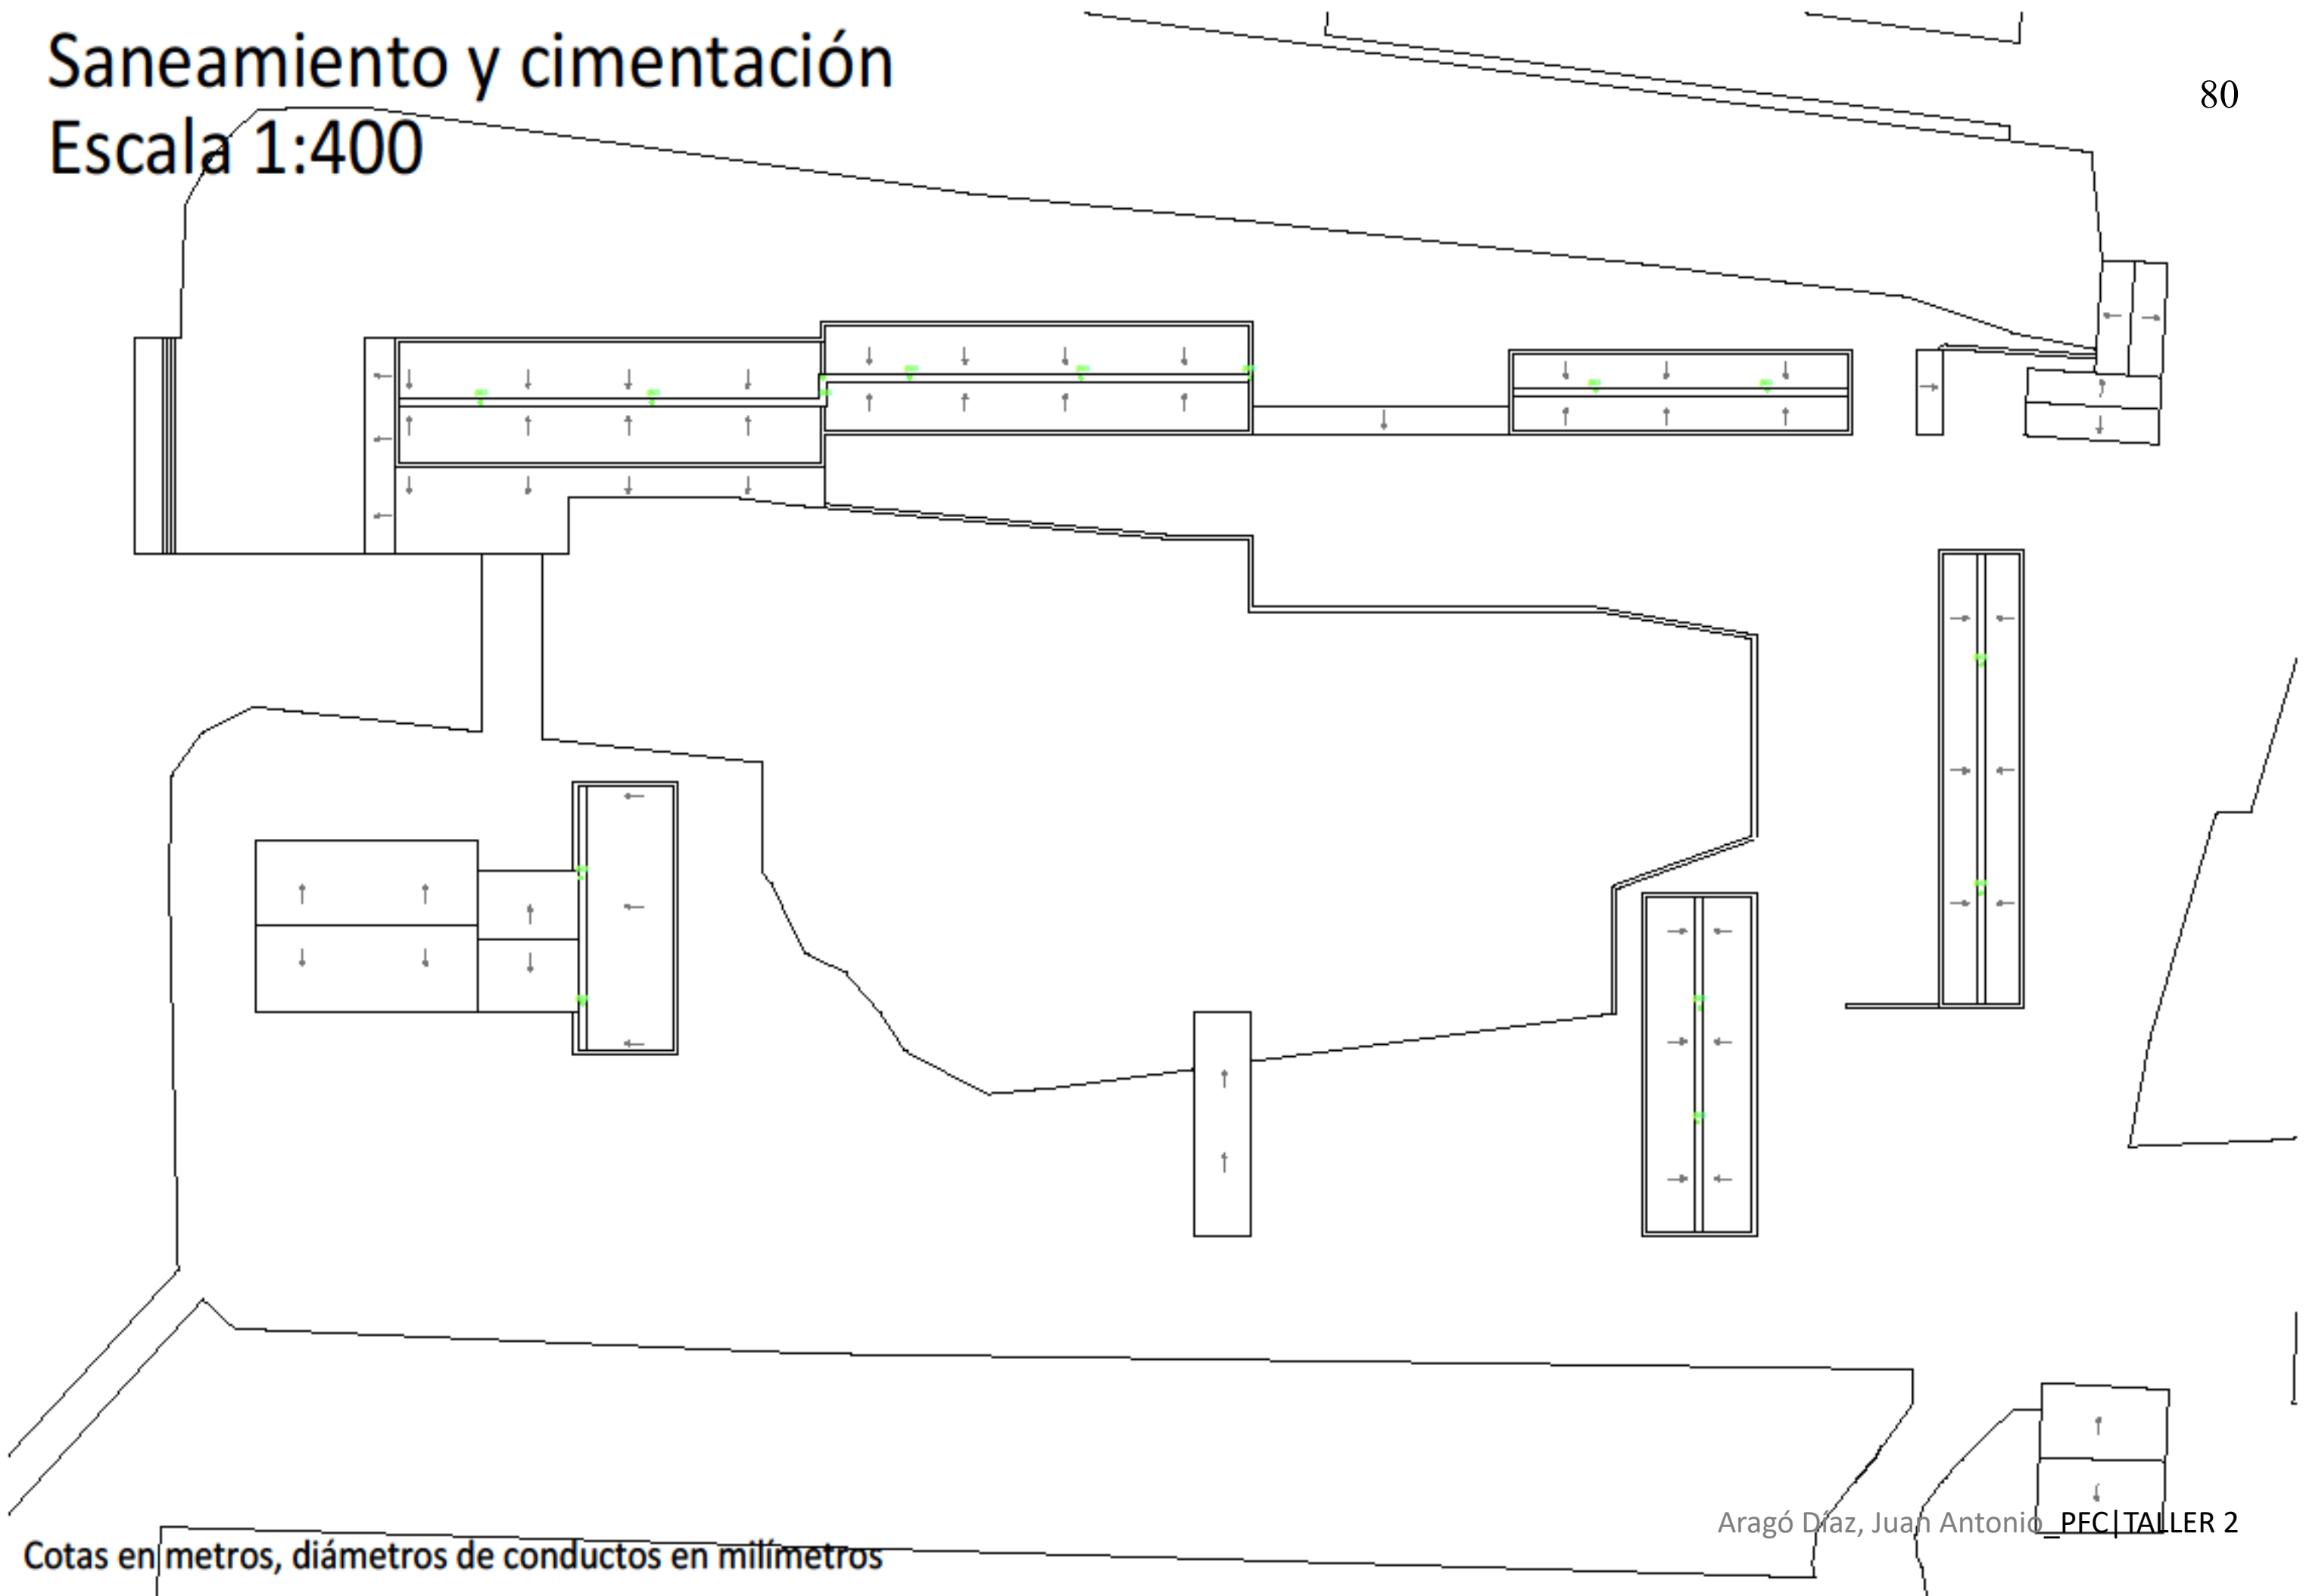 Saneamiento y cimentación
Escala 1:400
80
Aragó Díaz, Juan Antonio_PFC|TALLER 2
Cotas en metros, diámetros de conductos en milímetros